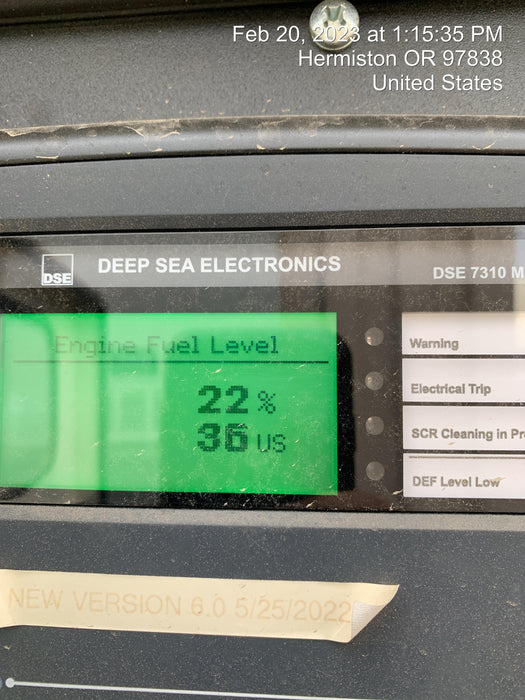 Feb 20, 2023 at 1:15:35 PM
Hermiston OR 97838
United States
DSE
DEEP SEA ELECTRONICS
DSE 7310 M
Engine Fuel Level
22 %
36 US
Warning
Electrical Trip
SCR Cleaning in Pr
DEF Level Low
NEW VERSION 6.0 5/25/2022